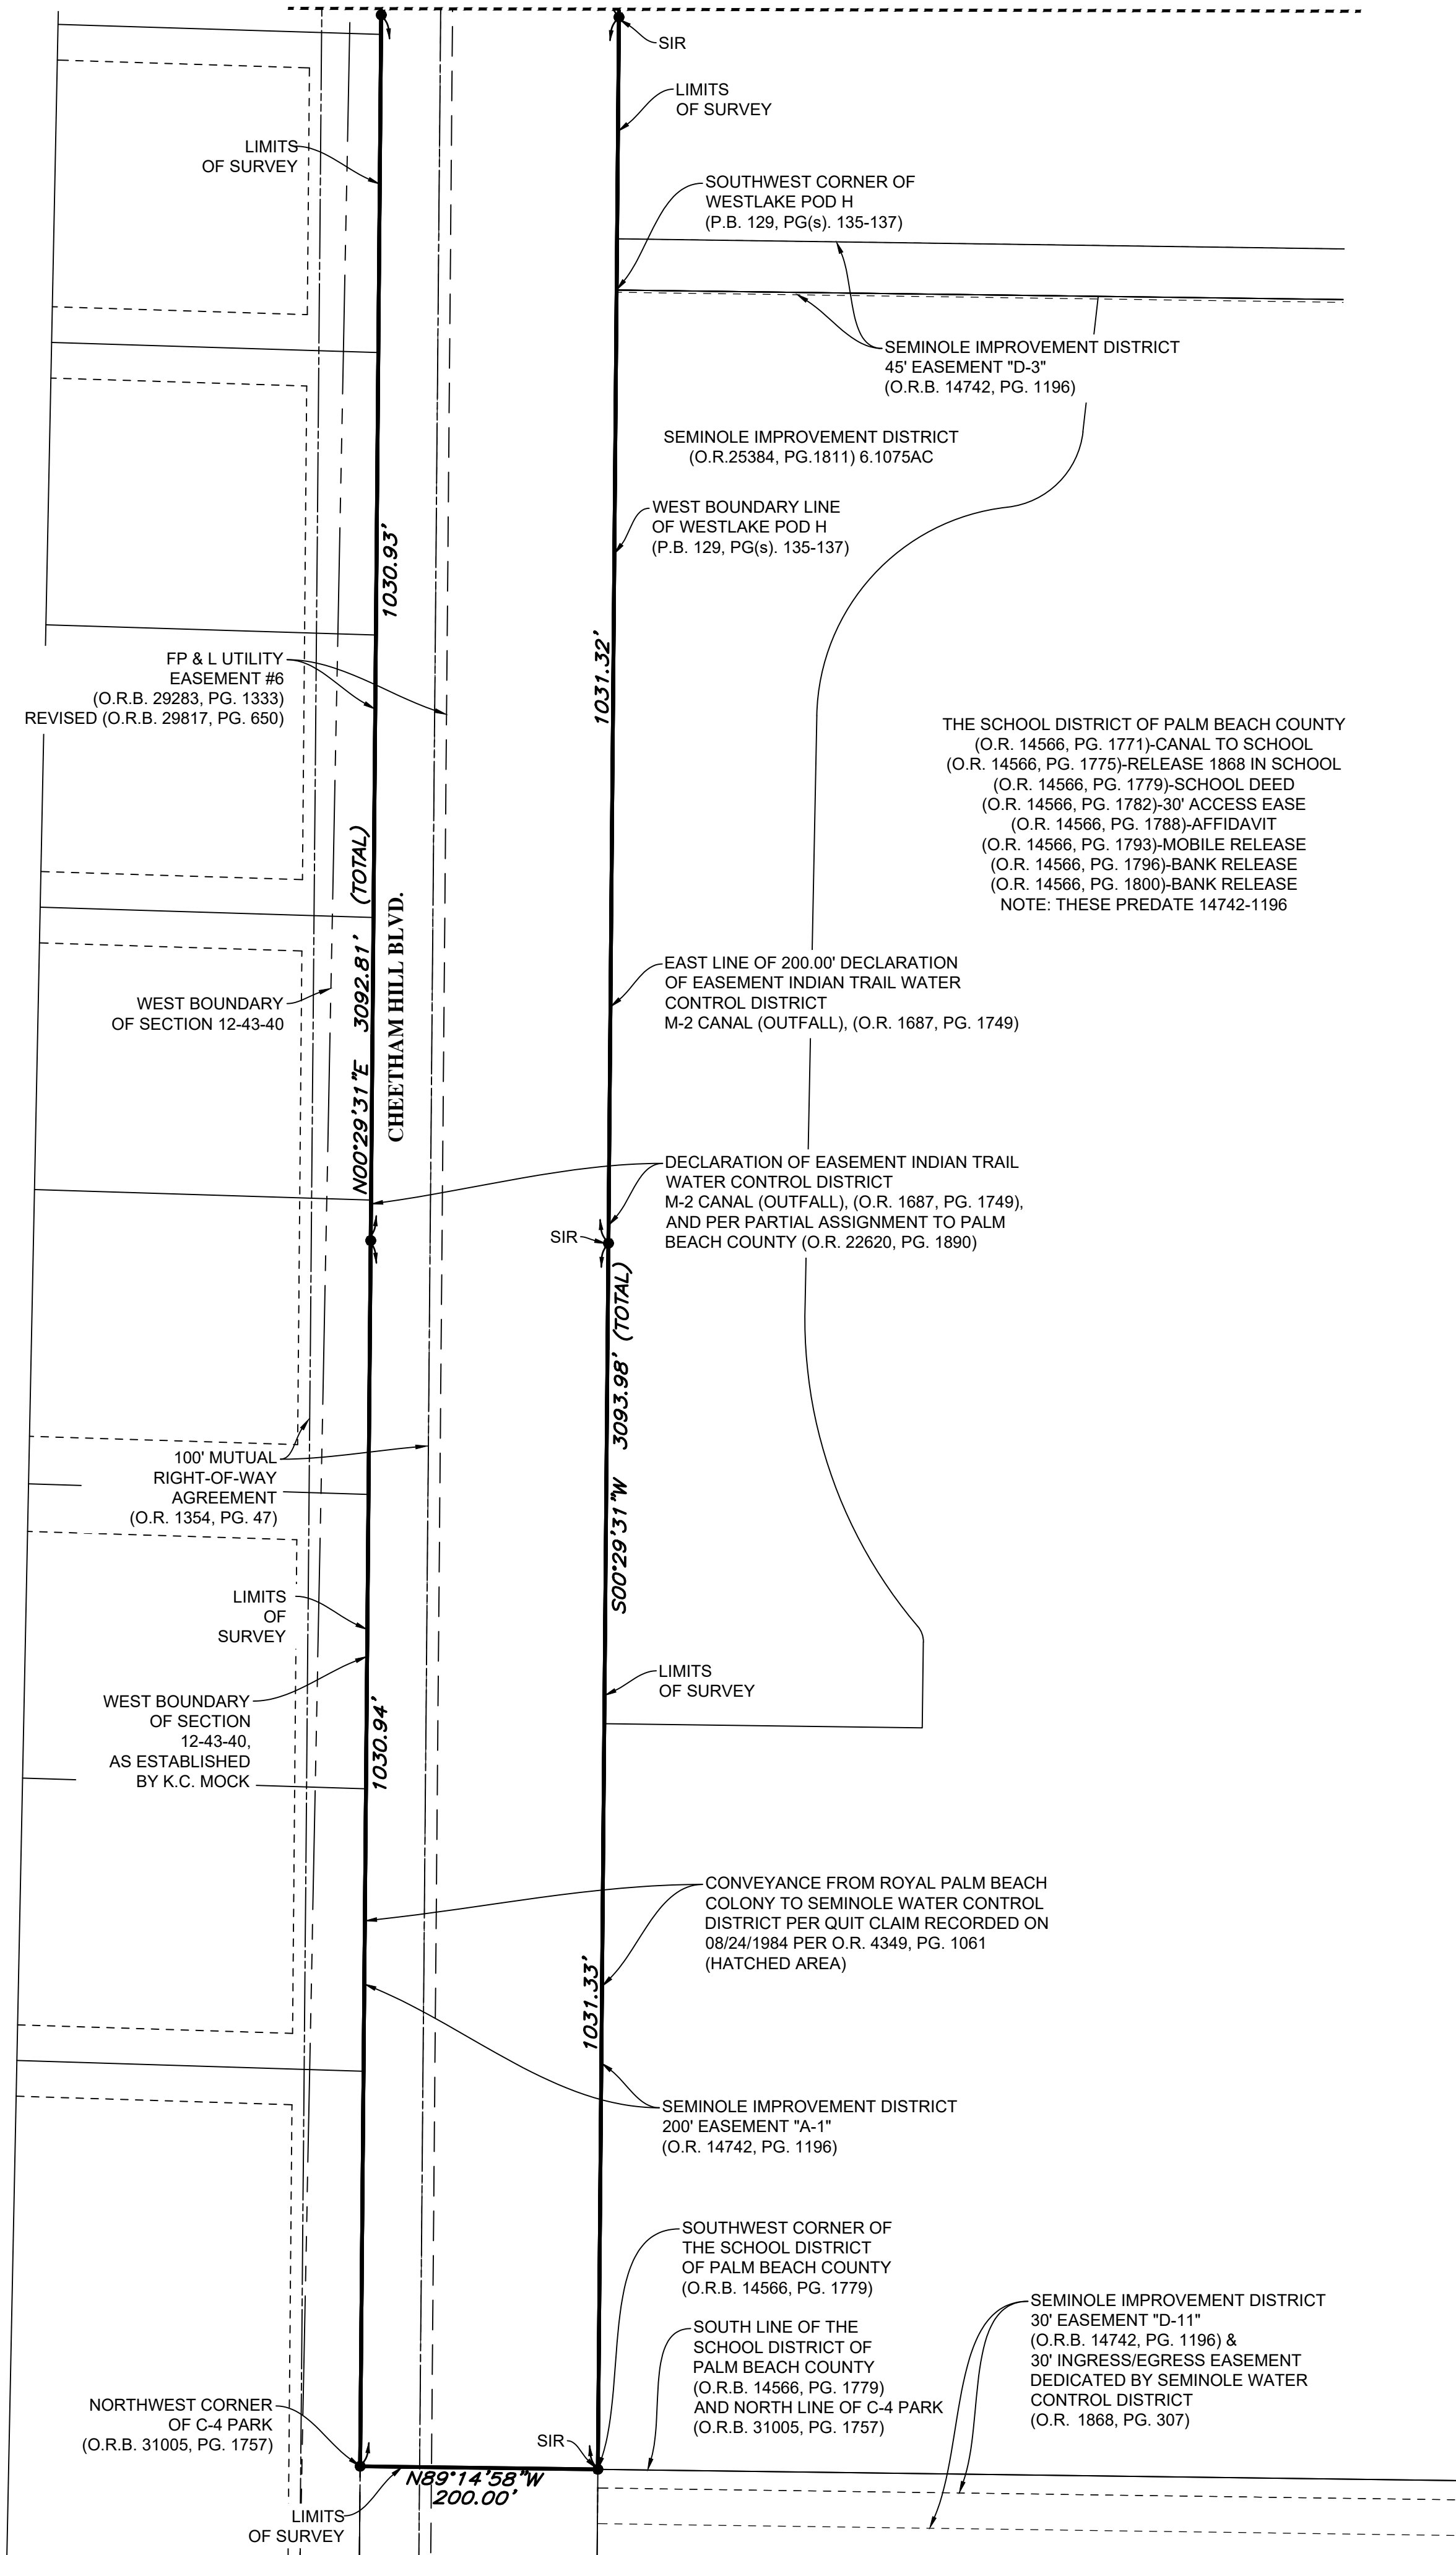 SIR
LIMITS
OF SURVEY
LIMITS
OF SURVEY
SOUTHWEST CORNER OF
WESTLAKE POD H
(P.B. 129, PG(s). 135-137)
SEMINOLE IMPROVEMENT DISTRICT
45' EASEMENT "D-3"
(O.R.B. 14742, PG. 1196)
SEMINOLE IMPROVEMENT DISTRICT
(O.R.25384, PG.1811) 6.1075AC
WEST BOUNDARY LINE
OF WESTLAKE POD H
(P.B. 129, PG(s). 135-137)
1030.93'
1031.32'
FP & L UTILITY
EASEMENT #6
(O.R.B. 29283, PG. 1333)
REVISED (O.R.B. 29817, PG. 650)
THE SCHOOL DISTRICT OF PALM BEACH COUNTY
(O.R. 14566, PG. 1771)-CANAL TO SCHOOL
(O.R. 14566, PG. 1775)-RELEASE 1868 IN SCHOOL
(O.R. 14566, PG. 1779)-SCHOOL DEED
(O.R. 14566, PG. 1782)-30' ACCESS EASE
(O.R. 14566, PG. 1788)-AFFIDAVIT
(O.R. 14566, PG. 1793)-MOBILE RELEASE
(O.R. 14566, PG. 1796)-BANK RELEASE
(O.R. 14566, PG. 1800)-BANK RELEASE
NOTE: THESE PREDATE 14742-1196
N00°29'31"E 3092.81' (TOTAL)
CHEETHAM HILL BLVD.
WEST BOUNDARY
OF SECTION 12-43-40
EAST LINE OF 200.00' DECLARATION
OF EASEMENT INDIAN TRAIL WATER
CONTROL DISTRICT
M-2 CANAL (OUTFALL), (O.R. 1687, PG. 1749)
DECLARATION OF EASEMENT INDIAN TRAIL
WATER CONTROL DISTRICT
M-2 CANAL (OUTFALL), (O.R. 1687, PG. 1749),
AND PER PARTIAL ASSIGNMENT TO PALM
BEACH COUNTY (O.R. 22620, PG. 1890)
SIR
S00°29'31"W 3093.98' (TOTAL)
100' MUTUAL
RIGHT-OF-WAY
AGREEMENT
(O.R. 1354, PG. 47)
LIMITS
OF
SURVEY
LIMITS
OF SURVEY
WEST BOUNDARY
OF SECTION
12-43-40,
AS ESTABLISHED
BY K.C. MOCK
1030.94'
CONVEYANCE FROM ROYAL PALM BEACH
COLONY TO SEMINOLE WATER CONTROL
DISTRICT PER QUIT CLAIM RECORDED ON
08/24/1984 PER O.R. 4349, PG. 1061
(HATCHED AREA)
1031.33'
SEMINOLE IMPROVEMENT DISTRICT
200' EASEMENT "A-1"
(O.R. 14742, PG. 1196)
SOUTHWEST CORNER OF
THE SCHOOL DISTRICT
OF PALM BEACH COUNTY
(O.R.B. 14566, PG. 1779)
SOUTH LINE OF THE
SCHOOL DISTRICT OF
PALM BEACH COUNTY
(O.R.B. 14566, PG. 1779)
AND NORTH LINE OF C-4 PARK
(O.R.B. 31005, PG. 1757)
SEMINOLE IMPROVEMENT DISTRICT
30' EASEMENT "D-11"
(O.R.B. 14742, PG. 1196) &
30' INGRESS/EGRESS EASEMENT
DEDICATED BY SEMINOLE WATER
CONTROL DISTRICT
(O.R. 1868, PG. 307)
NORTHWEST CORNER
OF C-4 PARK
(O.R.B. 31005, PG. 1757)
SIR
N89°14'58"W
200.00'
LIMITS
OF SURVEY